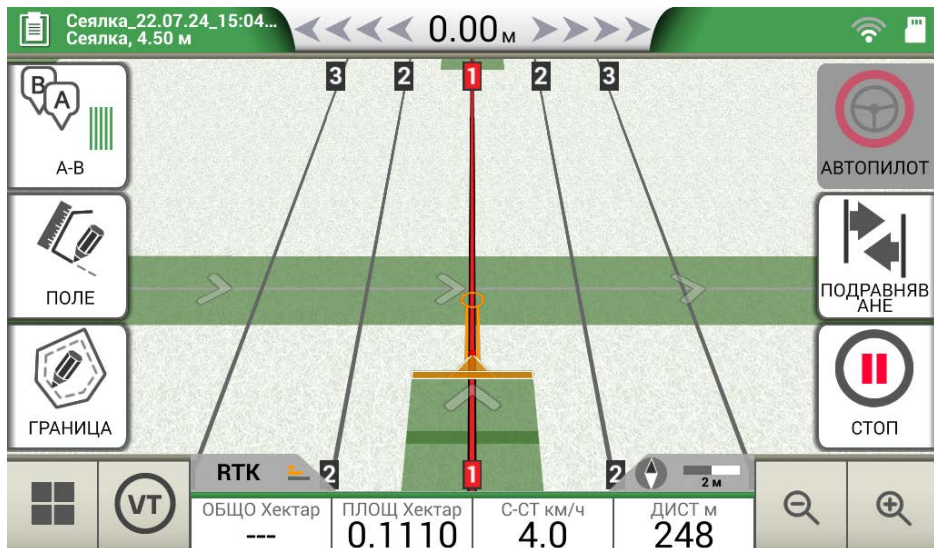 Сеялка_22.07.24_15:04...
Сеялка, 4.50 м
0.00 м
3 2 1 2 3
B
A
A-B
АВТОПИЛОТ
ПОЛЕ
ПОДРАВНЯВ
АНЕ
ГРАНИЦА
СТОП
RTK
2 1 2
2 м
VT
ОБЩО Хектар
---
ПЛОЩ Хектар
0.1110
С-СТ км/ч
4.0
ДИСТ м
248